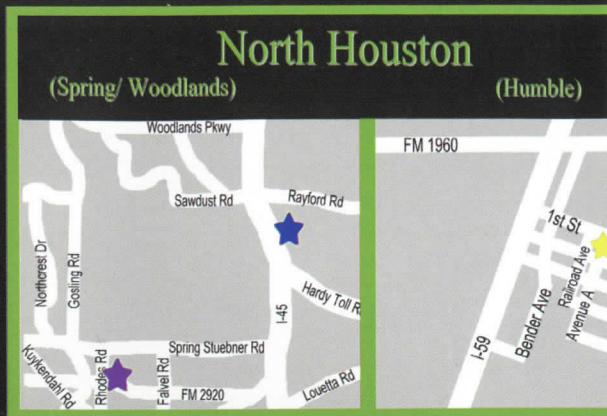 North Houston
(Spring/ Woodlands)
(Humble)
Woodlands Pkwy
Sawdust Rd
Rayford Rd
Northcrest Dr
Gosling Rd
Hardy Toll R
I-45
Spring Stuebner Rd
Kuykendahl Rd
Rhodes Rd
Falvel Rd
FM 2920
Louetta Rd
FM 1960
1st St
Railroad Ave
Avenue A
Bender Ave
I-59